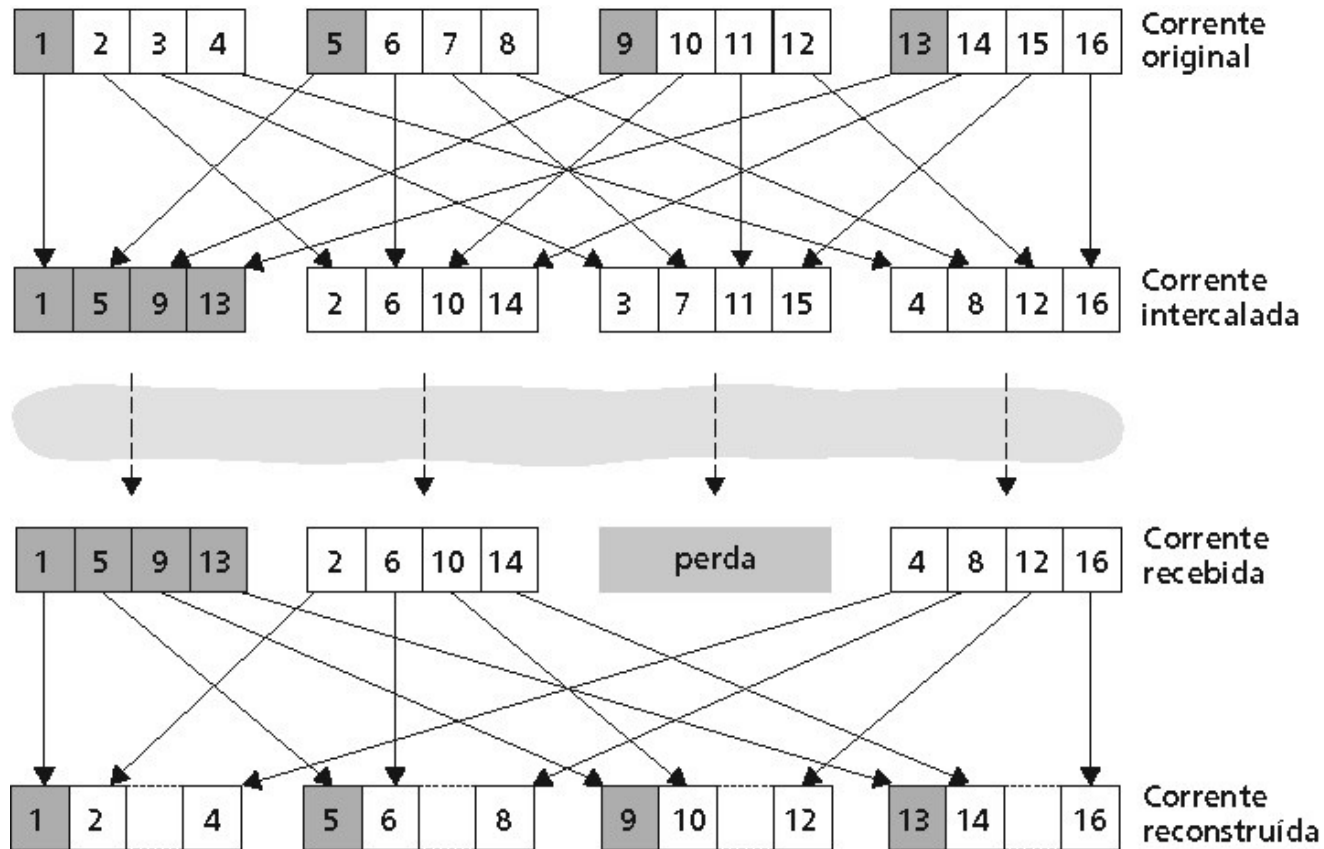 1 2 3 4 5 6 7 8 9 10 11 12 13 14 15 16 Corrente
original
1 5 9 13 2 6 10 14 3 7 11 15 4 8 12 16 Corrente
intercalada
1 5 9 13 2 6 10 14 perda 4 8 12 16 Corrente
recebida
1 2 4 5 6 8 9 10 12 13 14 16 Corrente
reconstruída